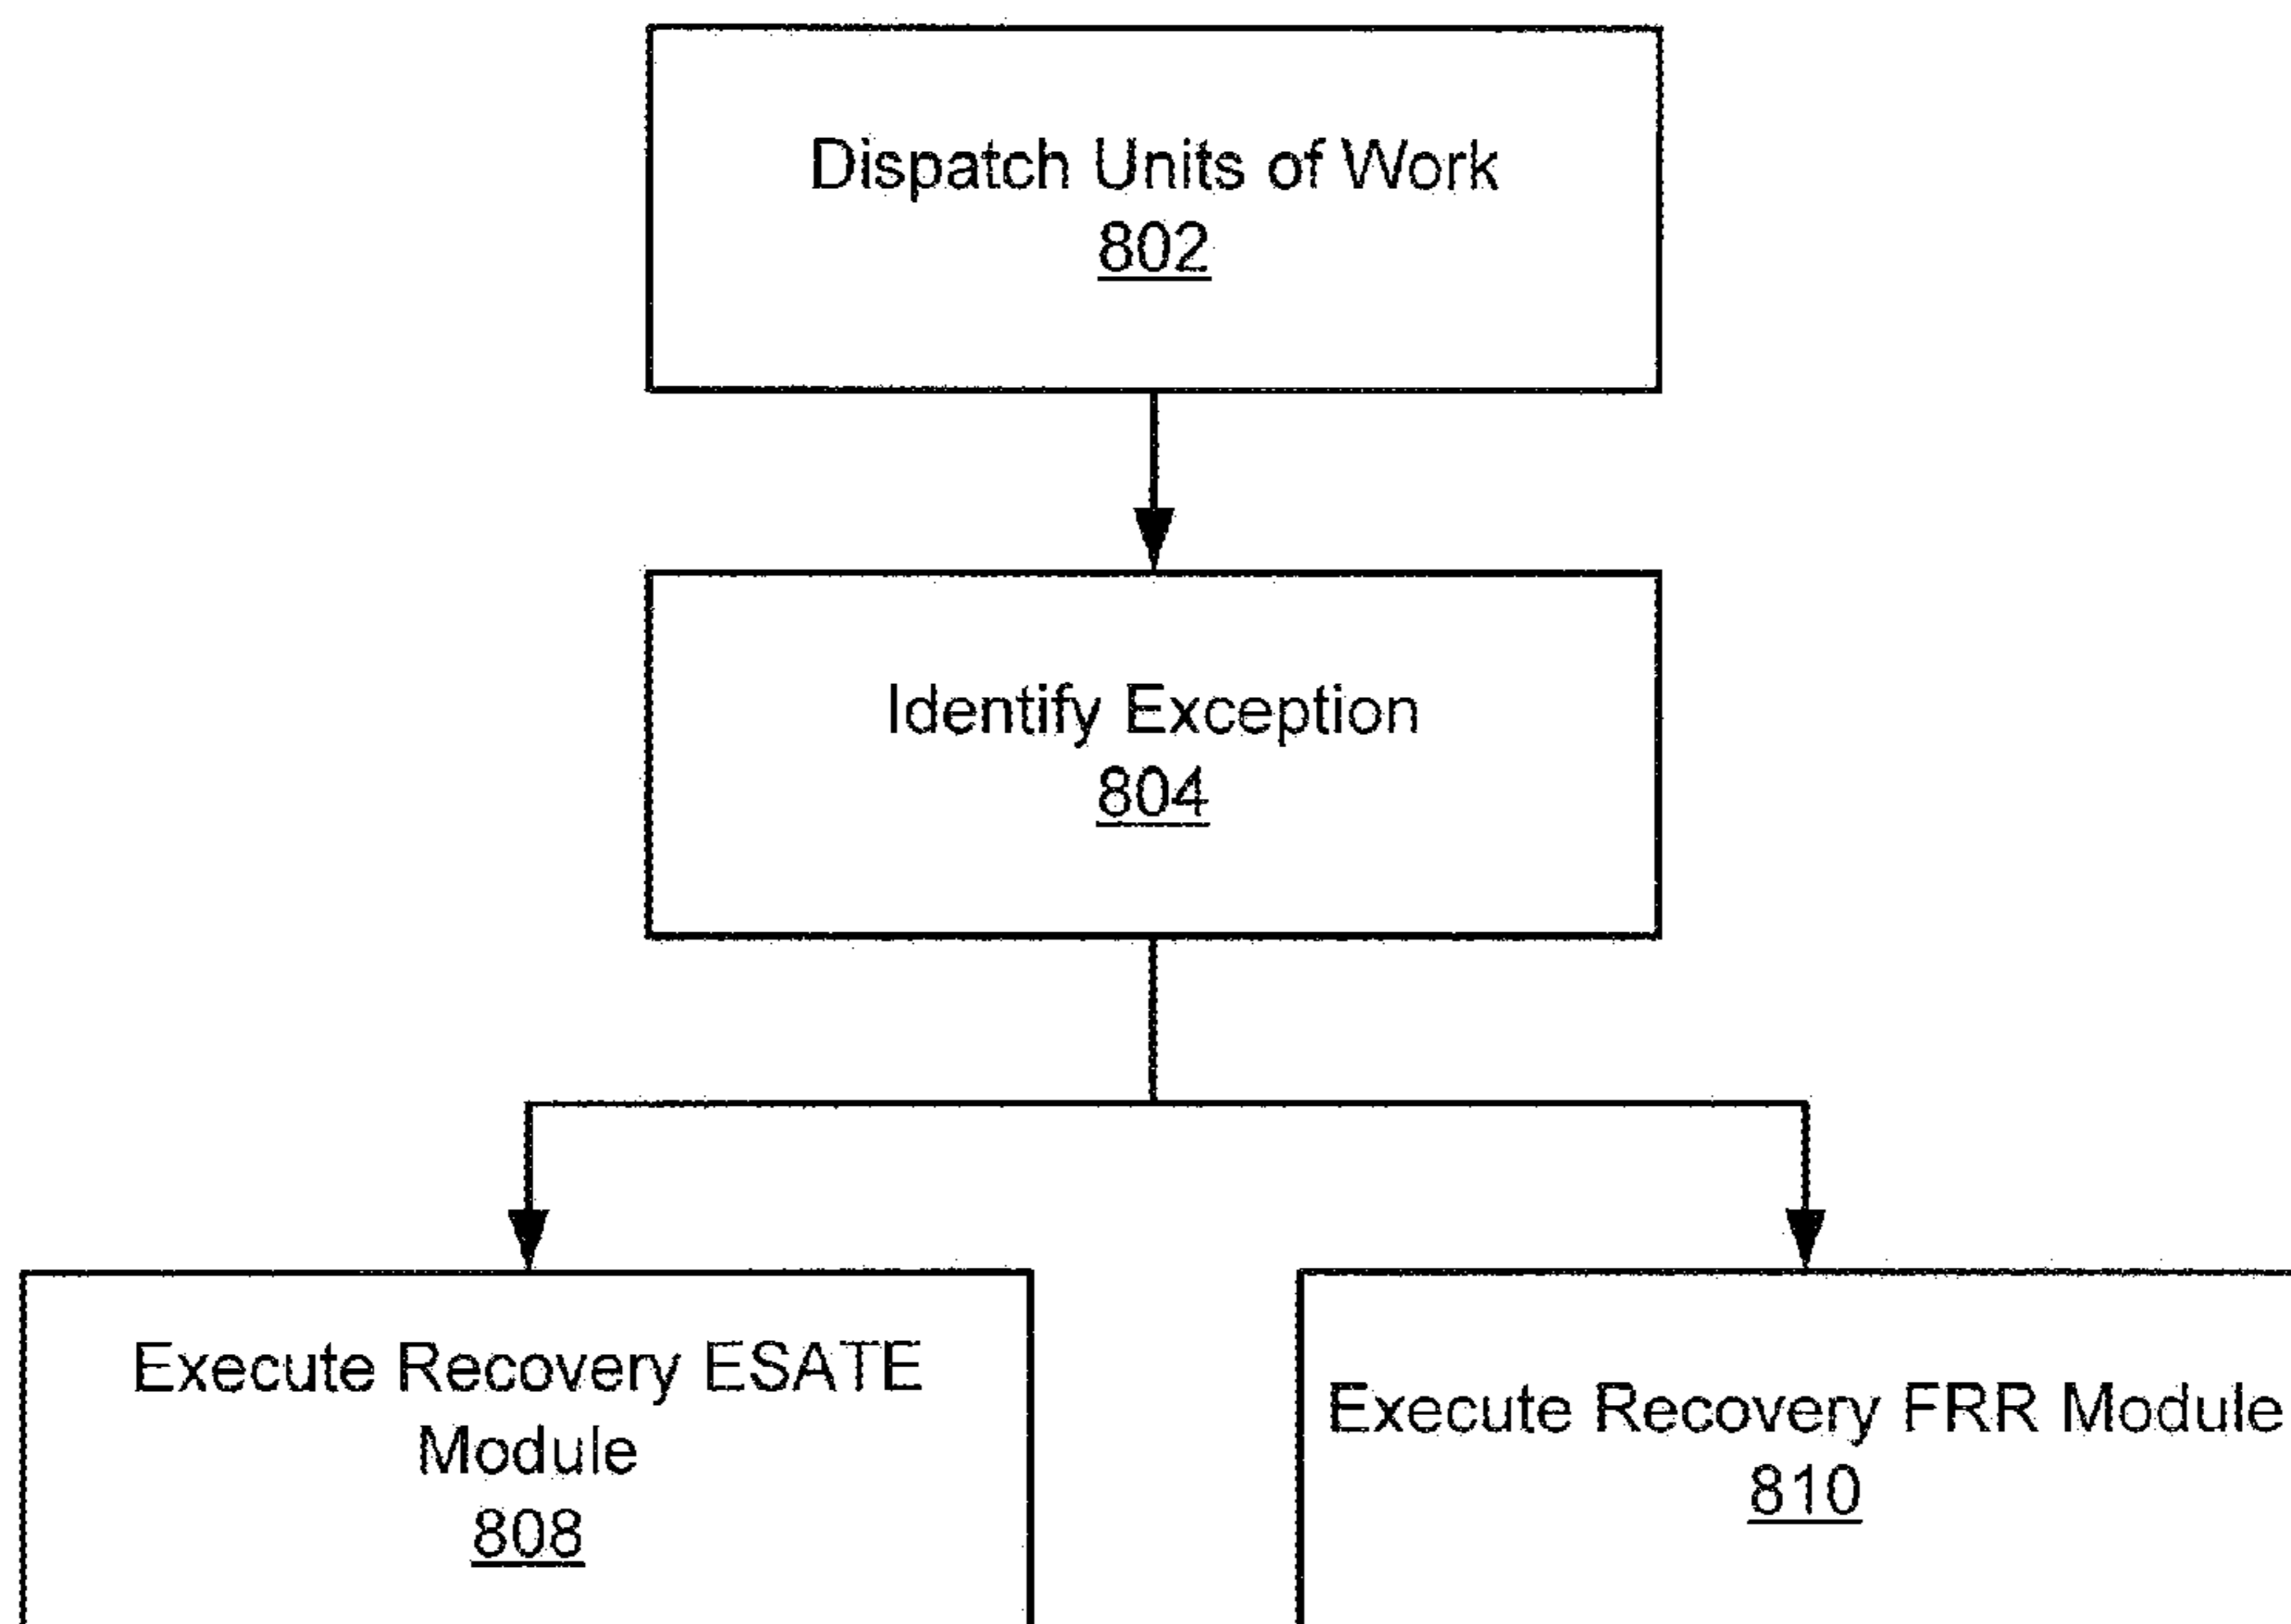 Dispatch Units of Work
802
Identify Exception
804
Execute Recovery ESATE
Module
808
Execute Recovery FRR Module
810